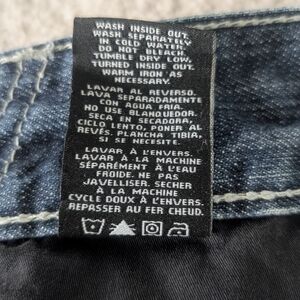 WASH INSIDE OUT.
WASH SEPARATELY
IN COLD WATER.
DO NOT BLEACH.
TUMBLE DRY LOW,
TURNED INSIDE OUT.
WARM IRON AS
NECESSARY.
LAVAR AL REVERSO.
LAVA SEPARADAMENTE
CON AGUA FRIA.
NO USE BLANQUEDOR.
SECA EN SECADORA,
CICLO LENTO, PONER AL
REVÉS. PLANCHA TIBIA,
SI SE NECESITE.
LAVAR À L'ENVERS.
LAVAR À LA MACHINE
SÉPARÉMENT À L'EAU
FROIDE. NE PAS
JAVELLISER. SECHER
À LA MACHINE
CYCLE DOUX À L'ENVERS.
REPASSER AU FER CHEUD.